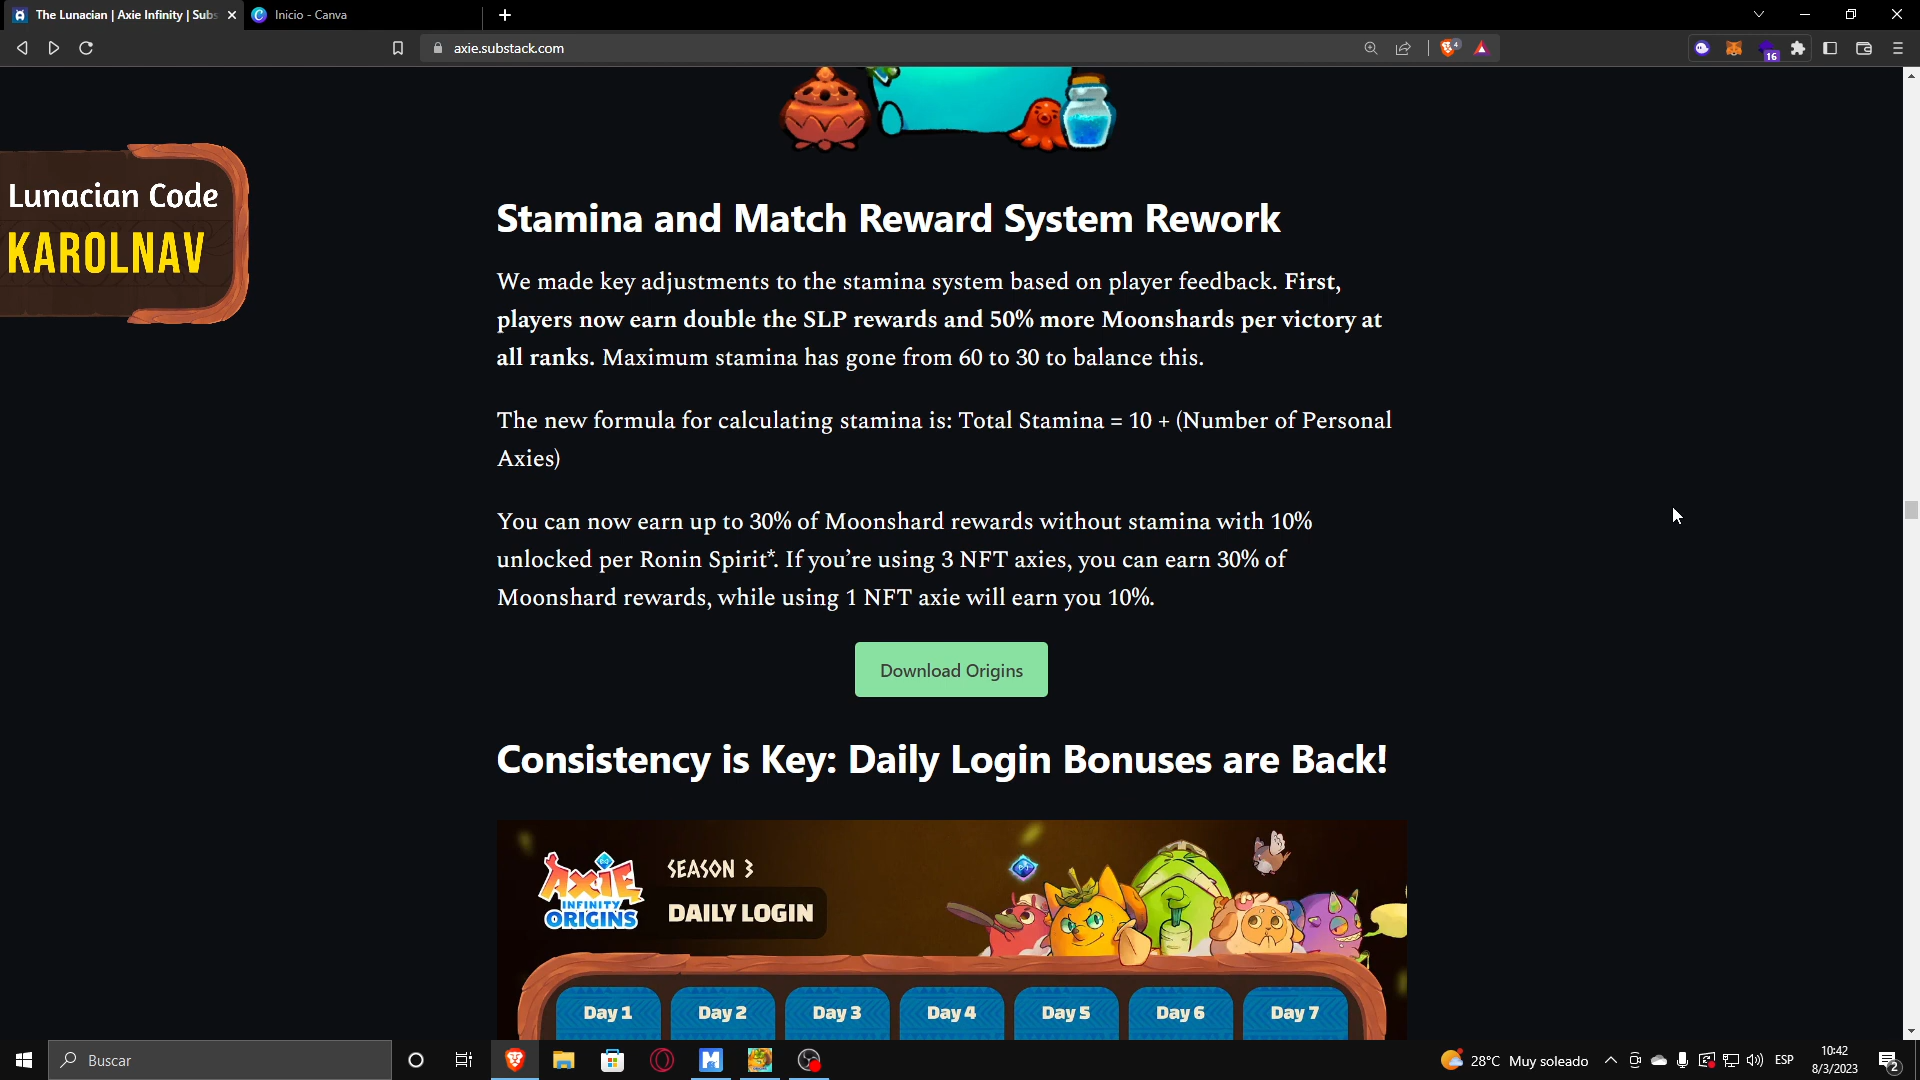 The Lunacian | Axie Infinity | Subs
Inicio - Canva
axie.substack.com
4
16
Lunacian Code
KAROLNAV
Stamina and Match Reward System Rework
We made key adjustments to the stamina system based on player feedback. First,
players now earn double the SLP rewards and 50% more Moonshards per victory at
all ranks. Maximum stamina has gone from 60 to 30 to balance this.
The new formula for calculating stamina is: Total Stamina = 10 + (Number of Personal
Axies)
You can now earn up to 30% of Moonshard rewards without stamina with 10%
unlocked per Ronin Spirit*. If you’re using 3 NFT axies, you can earn 30% of
Moonshard rewards, while using 1 NFT axie will earn you 10%.
Download Origins
Consistency is Key: Daily Login Bonuses are Back!
AXIE
INFINITY
ORIGINS
SEASON 3
DAILY LOGIN
Day 1
Day 2
Day 3
Day 4
Day 5
Day 6
Day 7
Buscar
28°C Muy soleado
ESP
10:42
8/3/2023
2